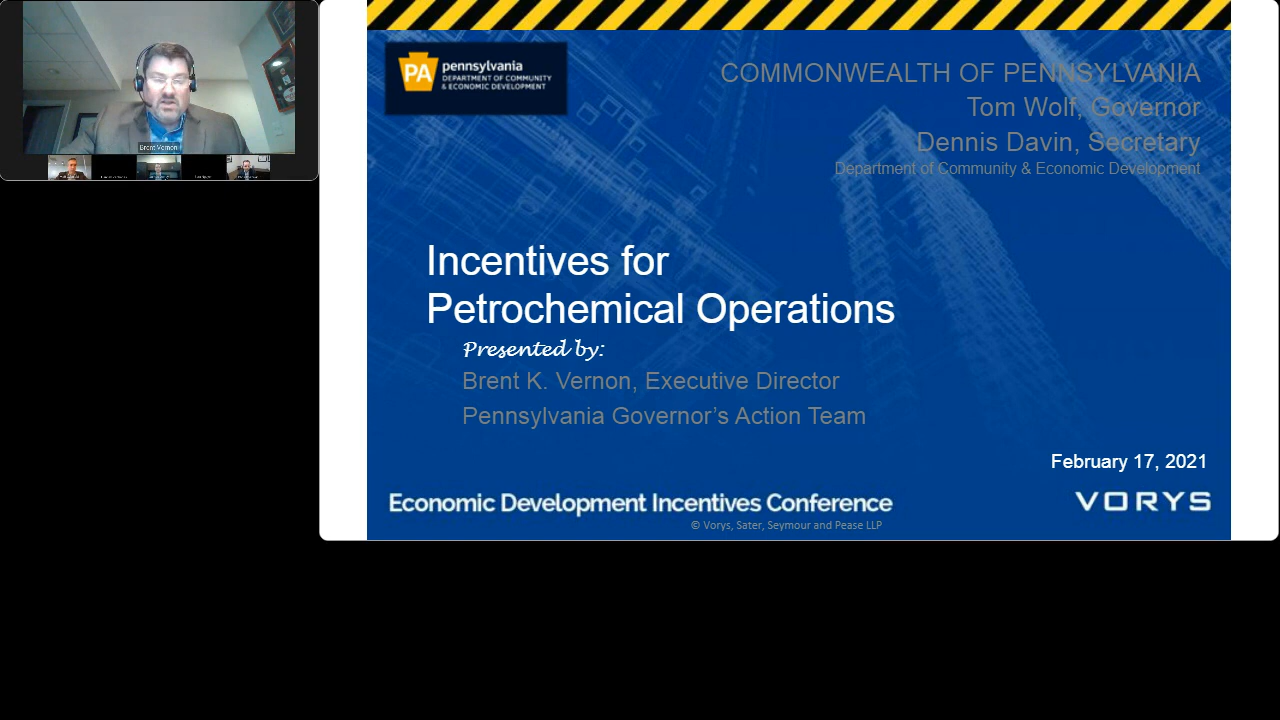 Brent Vernon
PA
pennsylvania
DEPARTMENT OF COMMUNITY
& ECONOMIC DEVELOPMENT
COMMONWEALTH OF PENNSYLVANIA
Tom Wolf, Governor
Dennis Davin, Secretary
Department of Community & Economic Development
Incentives for
Petrochemical Operations
Presented by:
Brent K. Vernon, Executive Director
Pennsylvania Governor's Action Team
February 17, 2021
Economic Development Incentives Conference
VORYS
© Vorys, Sater, Seymour and Pease LLP